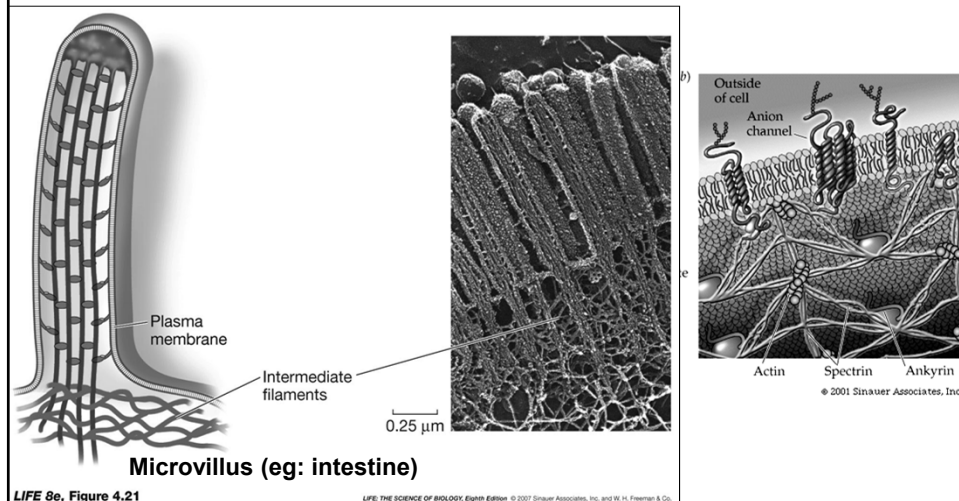 Plasma
membrane
Intermediate
filaments
0.25 μm
Microvillus (eg: intestine)
LIFE 8e, Figure 4.21
LIFE: THE SCIENCE OF BIOLOGY, Eighth Edition © 2007 Sinauer Associates, Inc. and W. H. Freeman & Co.
b)
Outside
of cell
Anion
channel
ce
Actin
Spectrin
Ankyrin
© 2001 Sinauer Associates, Inc